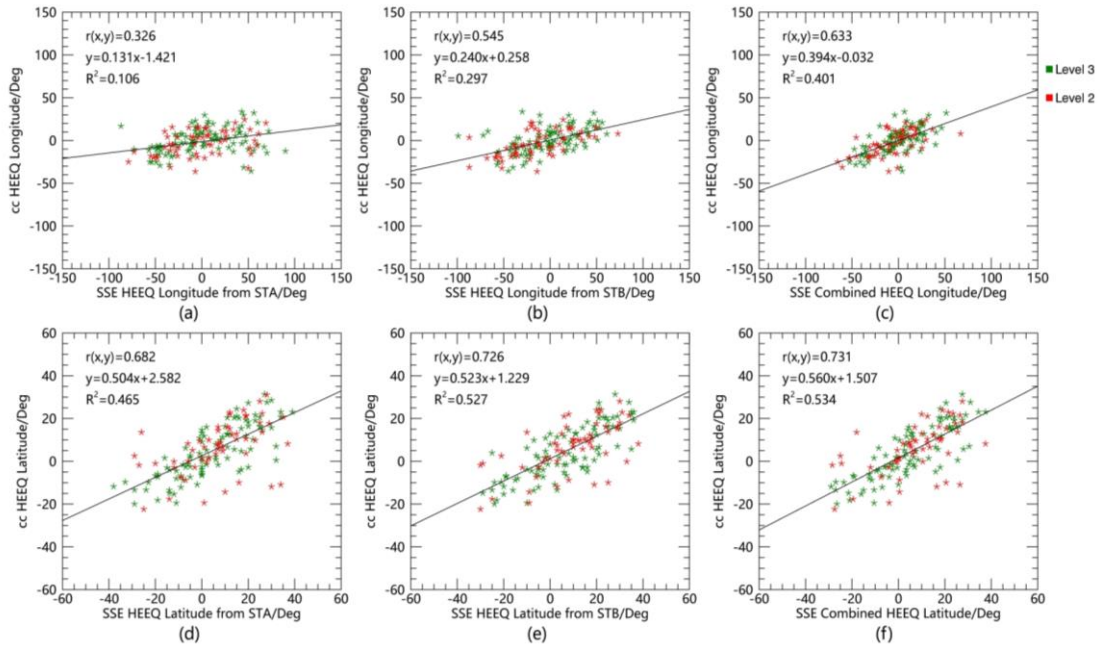 150
100
50
0
-50
-100
-150
cc HEEQ Longitude/Deg
r(x,y)=0.326
y=0.131x-1.421
R²=0.106
-150 -100 -50 0 50 100 150
SSE HEEQ Longitude from STA/Deg
(a)
150
100
50
0
-50
-100
-150
cc HEEQ Longitude/Deg
r(x,y)=0.545
y=0.240x+0.258
R²=0.297
-150 -100 -50 0 50 100 150
SSE HEEQ Longitude from STB/Deg
(b)
150
100
50
0
-50
-100
-150
cc HEEQ Longitude/Deg
r(x,y)=0.633
y=0.394x-0.032
R²=0.401
-150 -100 -50 0 50 100 150
SSE Combined HEEQ Longitude/Deg
(c)
Level 3
Level 2
60
40
20
0
-20
-40
-60
cc HEEQ Latitude/Deg
r(x,y)=0.682
y=0.504x+2.582
R²=0.465
-60 -40 -20 0 20 40 60
SSE HEEQ Latitude from STA/Deg
(d)
60
40
20
0
-20
-40
-60
cc HEEQ Latitude/Deg
r(x,y)=0.726
y=0.523x+1.229
R²=0.527
-60 -40 -20 0 20 40 60
SSE HEEQ Latitude from STB/Deg
(e)
60
40
20
0
-20
-40
-60
cc HEEQ Latitude/Deg
r(x,y)=0.731
y=0.560x+1.507
R²=0.534
-60 -40 -20 0 20 40 60
SSE Combined HEEQ Latitude/Deg
(f)